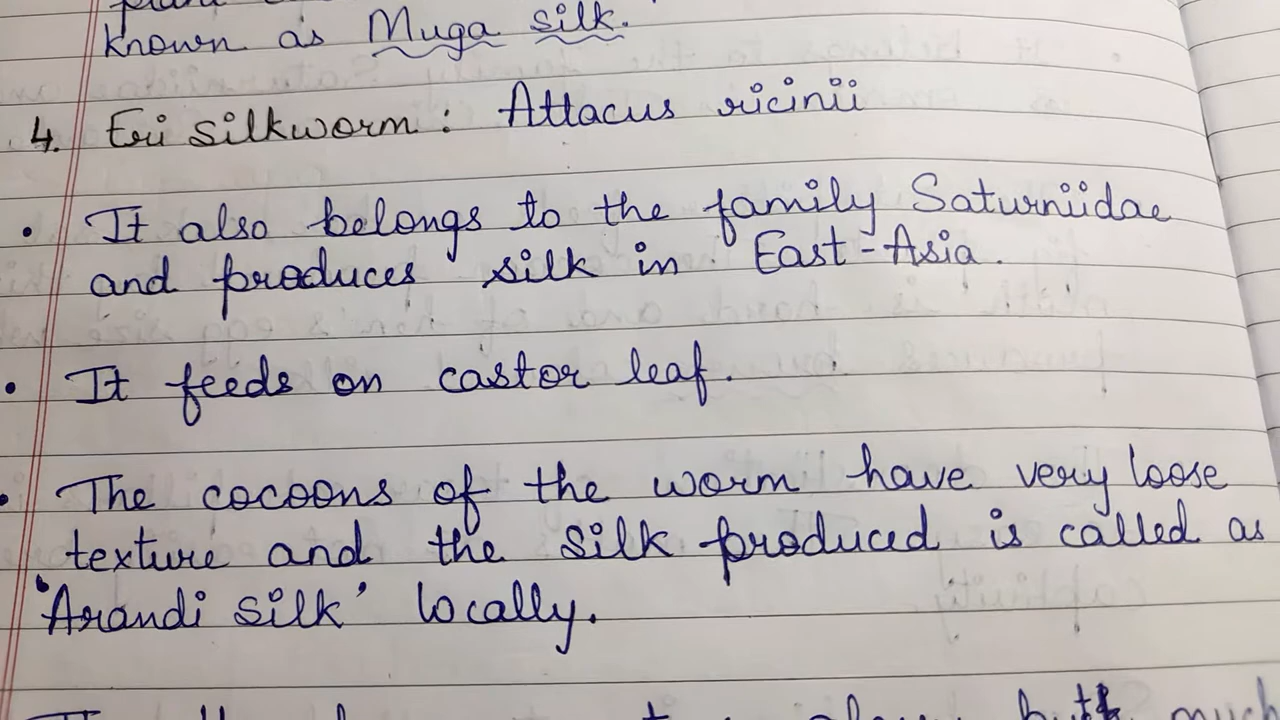 known as Muga silk.
4. Eri silkworm : Attacus ricinii
• It also belongs to the family Saturniidae
and produces silk in East-Asia.
• It feeds on castor leaf.
• The cocoons of the worm have very loose
texture and the silk produced is called as
'Arandi silk' locally.